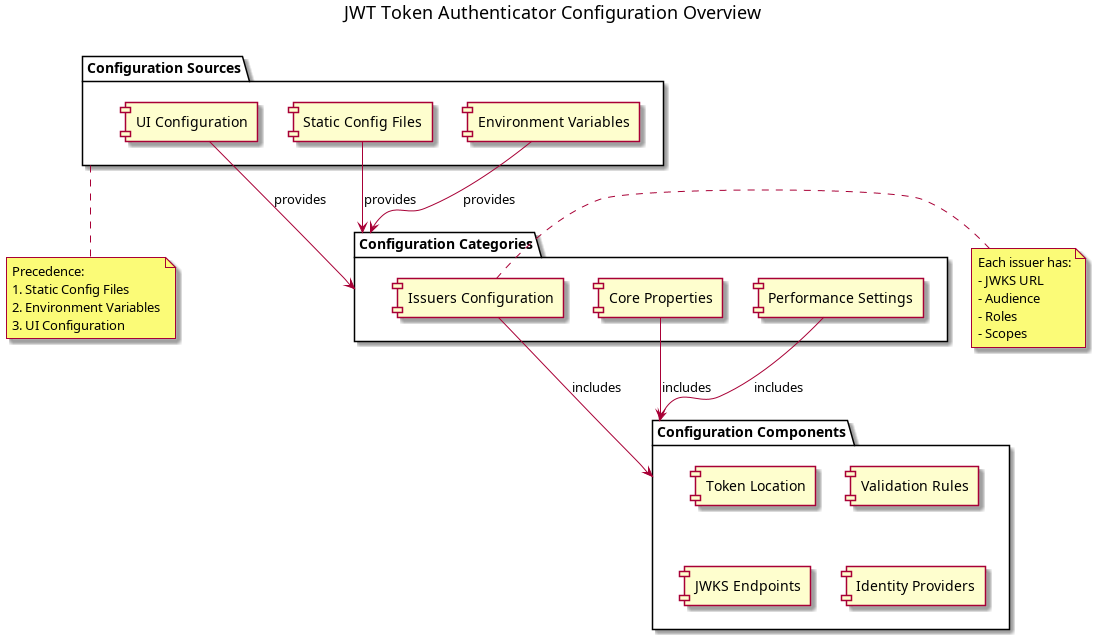 JWT Token Authenticator Configuration Overview
Configuration Sources
UI Configuration
Static Config Files
Environment Variables
provides
provides
provides
Precedence:
1. Static Config Files
2. Environment Variables
3. UI Configuration
Configuration Categories
Issuers Configuration
Core Properties
Performance Settings
Each issuer has:
- JWKS URL
- Audience
- Roles
- Scopes
includes
includes
includes
Configuration Components
Token Location
Validation Rules
JWKS Endpoints
Identity Providers